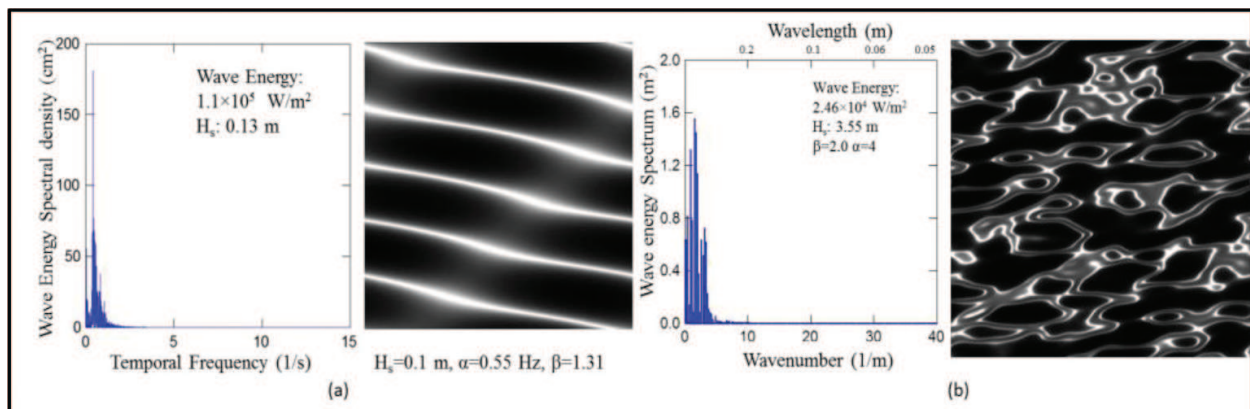 Wave Energy Spectral density (cm²)
200
150
100
50
0
Wave Energy:
1.1×10⁵ W/m²
Hₛ: 0.13 m
0 5 10 15
Temporal Frequency (1/s)
Hₛ=0.1 m, α=0.55 Hz, β=1.31
(a)
Wavelength (m)
0.2 0.1 0.06 0.05
Wave energy Spectrum (m²)
2.0
1.6
1.2
0.8
0.4
0.0
Wave Energy:
2.46×10⁴ W/m²
Hₛ: 3.55 m
β=2.0 α=4
0 10 20 30 40
Wavenumber (1/m)
(b)